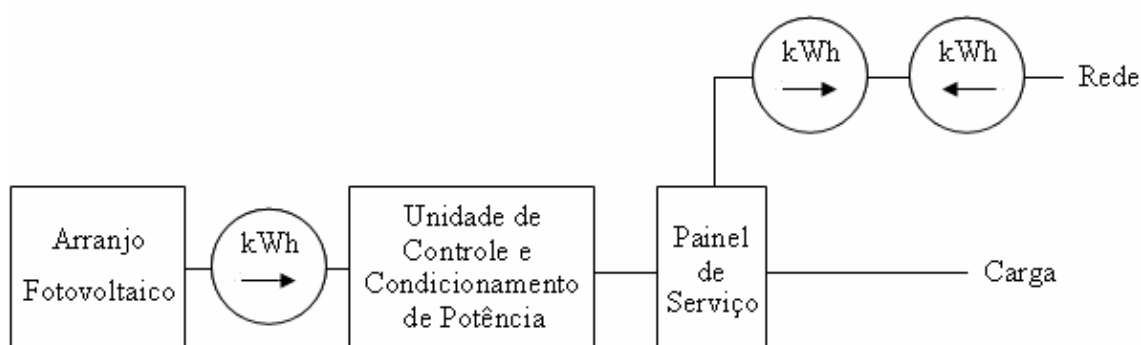 kWh
kWh
Rede
Arranjo
Fotovoltaico
kWh
Unidade de
Controle e
Condicionamento
de Potência
Painel
de
Serviço
Carga